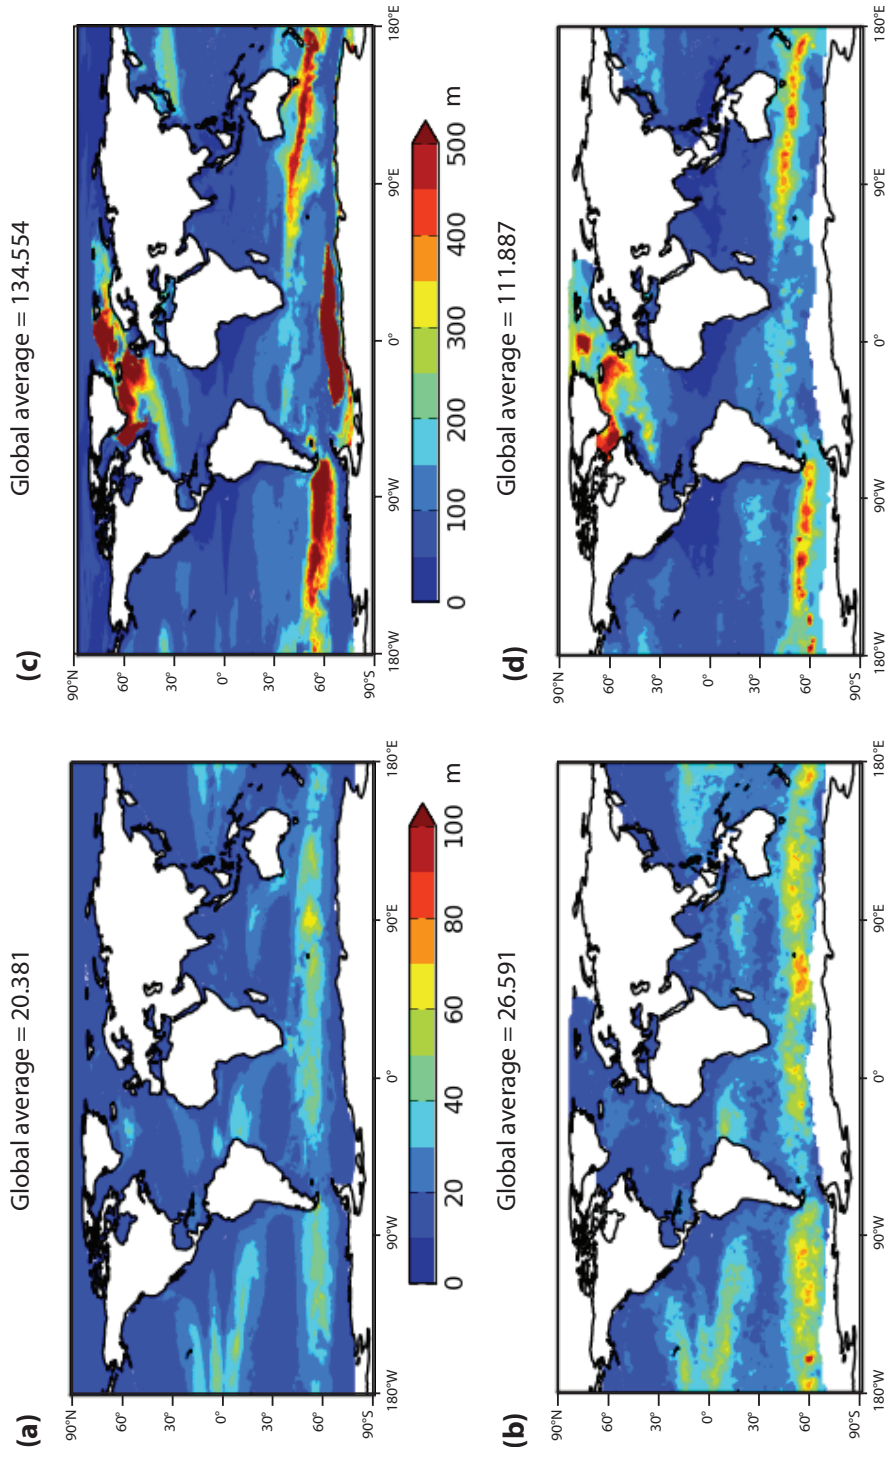 (a)
Global average = 20.381
90°N
60°
30°
0°
30°
60°
90°S
180°W
90°W
0°
90°E
180°E
0
20
40
60
80
100
m
(c)
Global average = 134.554
90°N
60°
30°
0°
30°
60°
90°S
180°W
90°W
0°
90°E
180°E
0
100
200
300
400
500
m
(b)
Global average = 26.591
90°N
60°
30°
0°
30°
60°
90°S
180°W
90°W
0°
90°E
180°E
(d)
Global average = 111.887
90°N
60°
30°
0°
30°
60°
90°S
180°W
90°W
0°
90°E
180°E